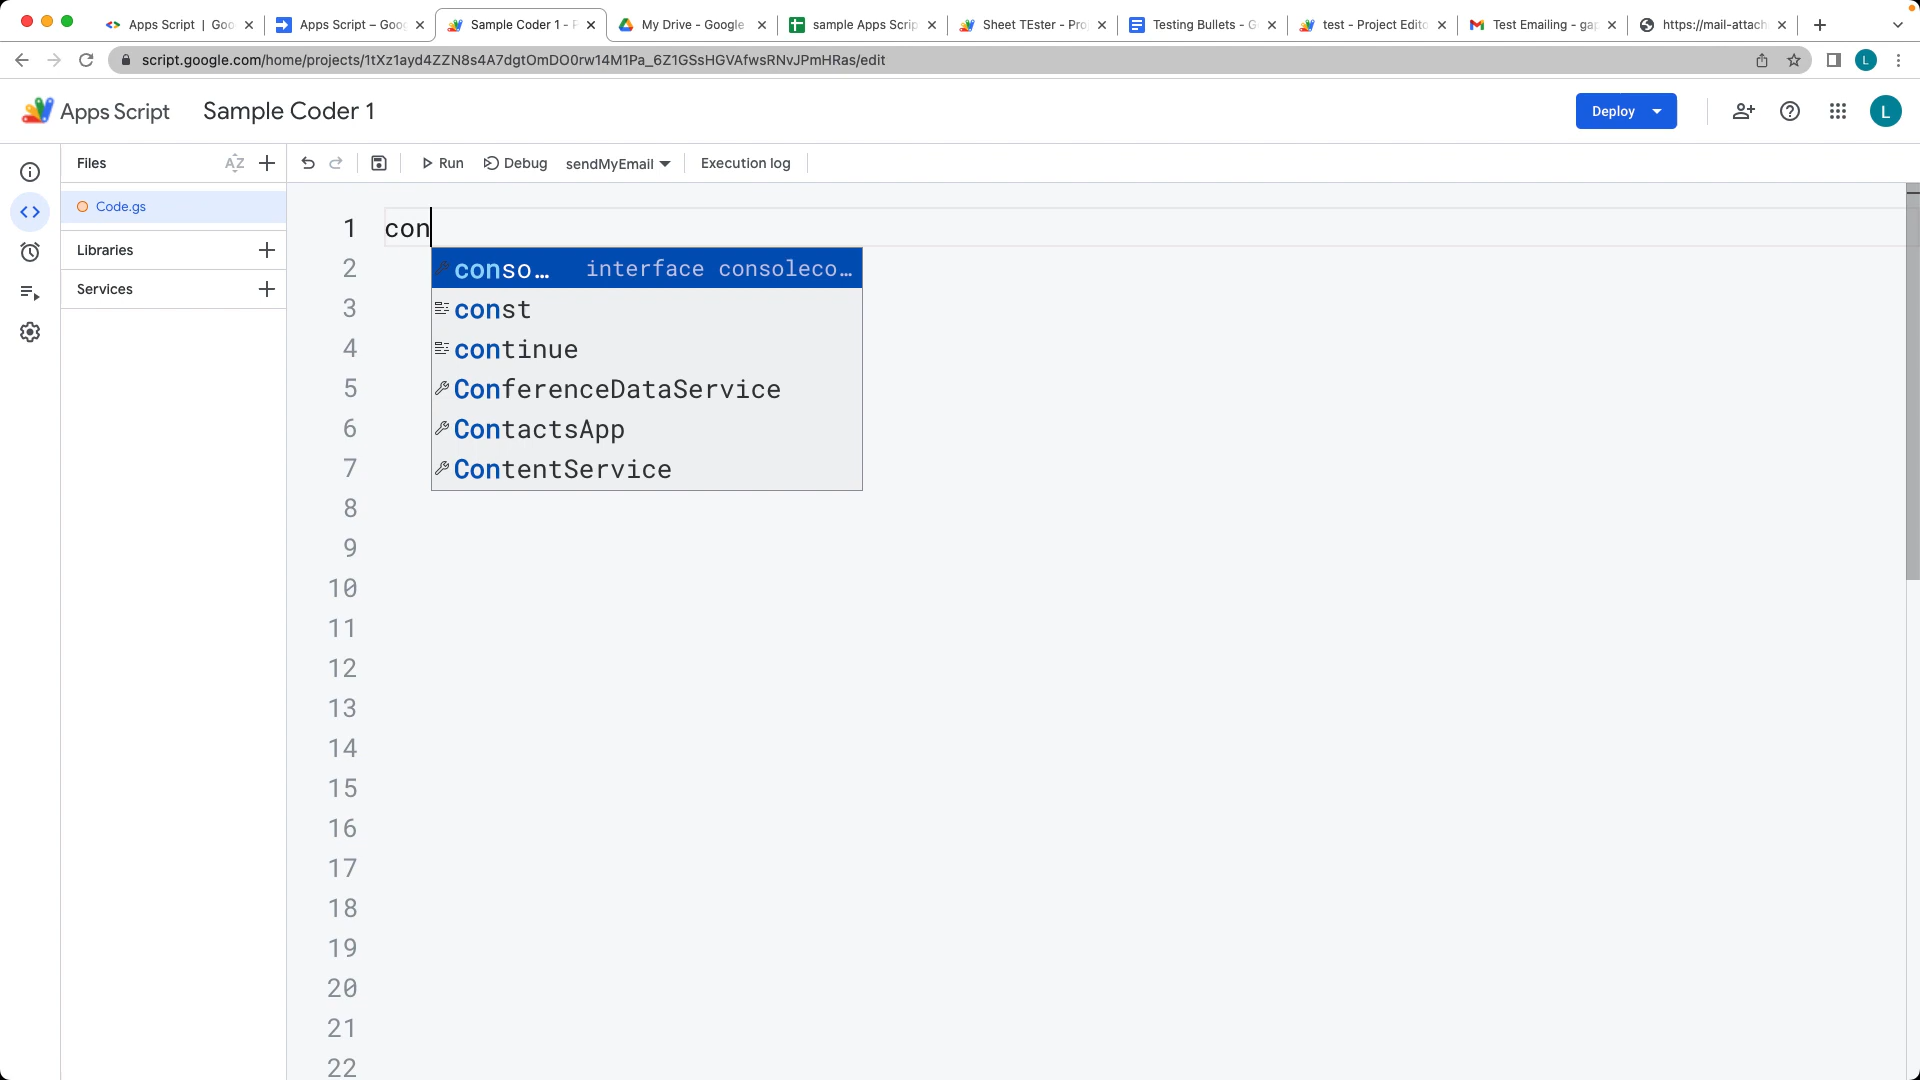 Apps Script | Goo
Apps Script – Goog
Sample Coder 1 - P
My Drive - Google
sample Apps Scrip
Sheet TEster - Pro
Testing Bullets - G
test - Project Edito
Test Emailing - gap
https://mail-attach
script.google.com/home/projects/1tXz1ayd4ZZN8s4A7dgtOmDO0rw14M1Pa_6Z1GSsHGVAfwsRNvJPmHRas/edit
L
Apps Script
Sample Coder 1
Deploy
L
Files
AZ
Run
Debug
sendMyEmail
Execution log
Code.gs
Libraries
Services
1 con
2
3
4
5
6
7
8
9
10
11
12
13
14
15
16
17
18
19
20
21
22
conso… interface consoleco…
const
continue
ConferenceDataService
ContactsApp
ContentService